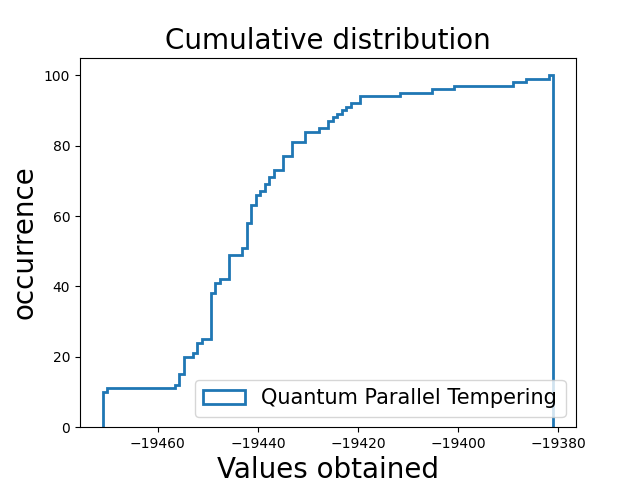 Cumulative distribution
100
80
60
40
20
0
occurrence
Quantum Parallel Tempering
−19460 −19440 −19420 −19400 −19380
Values obtained